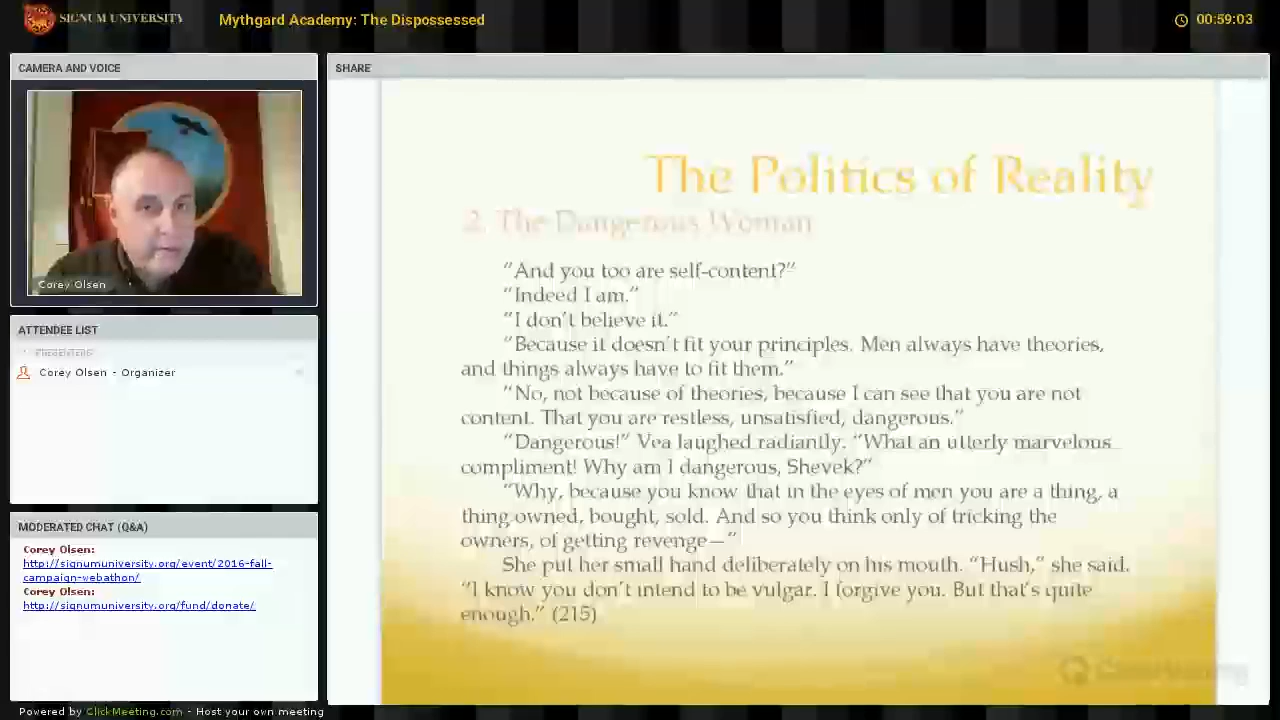 SIGNUM UNIVERSITY
Mythgard Academy: The Dispossessed
00:59:03
CAMERA AND VOICE
Corey Olsen
ATTENDEE LIST
PRESENTERS
Corey Olsen - Organizer
MODERATED CHAT (Q&A)
Corey Olsen:
http://signumuniversity.org/event/2016-fall-
campaign-webathon/
Corey Olsen:
http://signumuniversity.org/fund/donate/
SHARE
The Politics of Reality
2. The Dangerous Woman
“And you too are self-content?”
“Indeed I am.”
“I don’t believe it.”
“Because it doesn’t fit your principles. Men always have theories,
and things always have to fit them.”
“No, not because of theories, because I can see that you are not
content. That you are restless, unsatisfied, dangerous.”
“Dangerous!” Vea laughed radiantly. “What an utterly marvelous
compliment! Why am I dangerous, Shevek?”
“Why, because you know that in the eyes of men you are a thing, a
thing owned, bought, sold. And so you think only of tricking the
owners, of getting revenge—”
She put her small hand deliberately on his mouth. “Hush,” she said.
“I know you don’t intend to be vulgar. I forgive you. But that’s quite
enough.” (215)
Powered by ClickMeeting.com - Host your own meeting